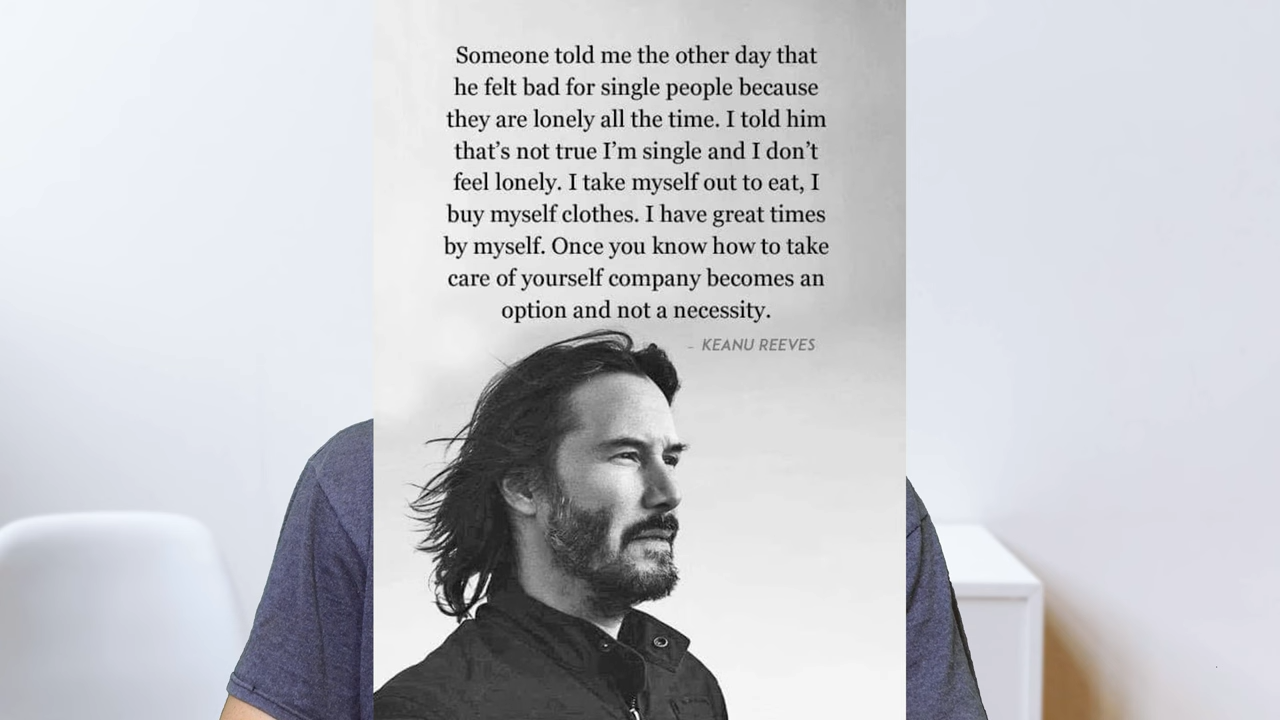 Someone told me the other day that
he felt bad for single people because
they are lonely all the time. I told him
that’s not true I’m single and I don’t
feel lonely. I take myself out to eat, I
buy myself clothes. I have great times
by myself. Once you know how to take
care of yourself company becomes an
option and not a necessity.
– KEANU REEVES